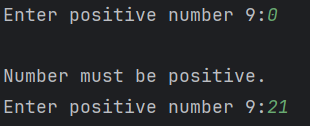 Enter positive number 9:0
Number must be positive.
Enter positive number 9:21